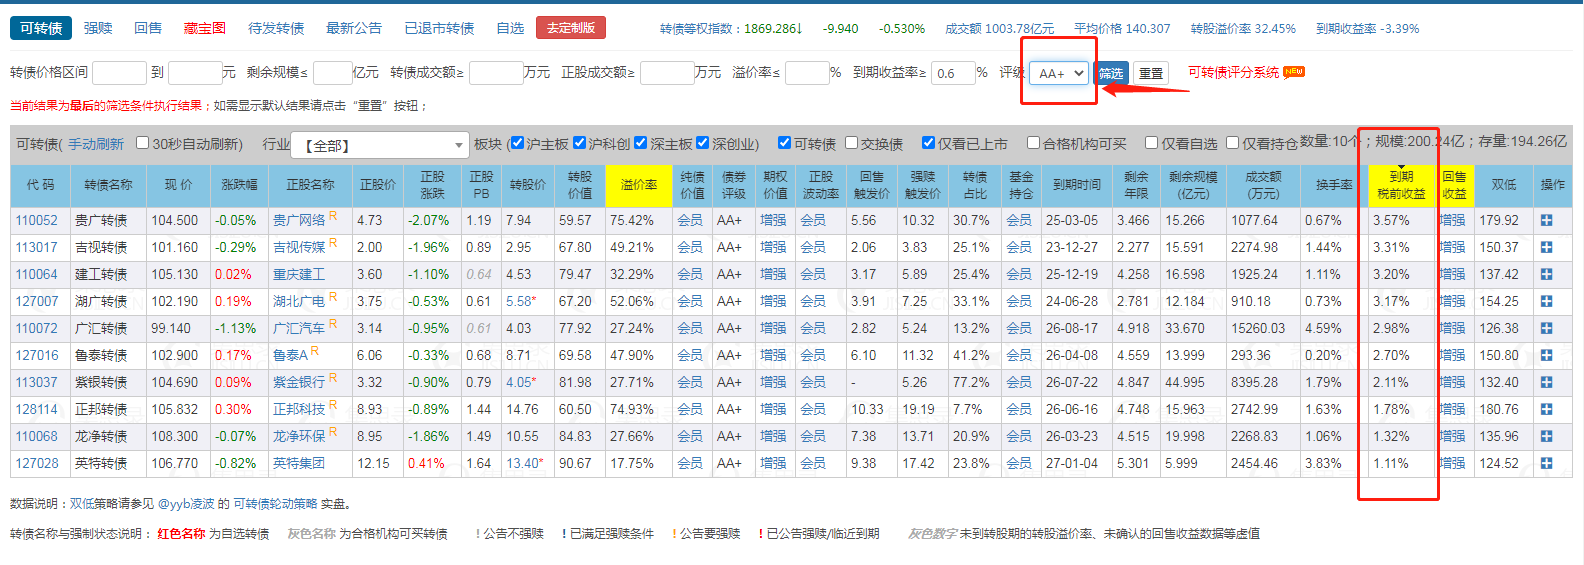 可转债 强赎 回售 藏宝图 待发转债 最新公告 已退市转债 自选 去定制版 转债等权指数：1869.286↓ -9.940 -0.530% 成交额 1003.78亿元 平均价格 140.307 转股溢价率 32.45% 到期收益率 -3.39%
转债价格区间 到 元 剩余规模≤ 亿元 转债成交额≥ 万元 正股成交额≥ 万元 溢价率≤ % 到期收益率≥ 0.6 % 评级 AA+ 筛选 重置 可转债评分系统 NEW
当前结果为最后的筛选条件执行结果；如需显示默认结果请点击“重置”按钮；
可转债( 手动刷新 30秒自动刷新) 行业 【全部】 板块 (沪主板 沪科创 深主板 深创业) 可转债 交换债 仅看已上市 合格机构可买 仅看自选 仅看持仓 数量:10个；规模:200.24亿；存量:194.26亿
代 码 转债名称 现 价 涨跌幅 正股名称 正股价 正股涨跌 正股PB 转股价 转股价值 溢价率 纯债价值 债券评级 期权价值 正股波动率 回售触发价 强赎触发价 转债占比 基金持仓 到期时间 剩余年限 剩余规模(亿元) 成交额(万元) 换手率 到期税前收益 回售收益 双低 操作
110052 贵广转债 104.500 -0.05% 贵广网络 R 4.73 -2.07% 1.19 7.94 59.57 75.42% 会员 AA+ 增强 会员 5.56 10.32 30.7% 会员 25-03-05 3.466 15.266 1077.64 0.67% 3.57% 增强 179.92
113017 吉视转债 101.160 -0.29% 吉视传媒 R 2.00 -1.96% 0.89 2.95 67.80 49.21% 会员 AA+ 增强 会员 2.06 3.83 25.1% 会员 23-12-27 2.277 15.591 2274.98 1.44% 3.31% 增强 150.37
110064 建工转债 105.130 0.02% 重庆建工 3.60 -1.10% 0.64 4.53 79.47 32.29% 会员 AA+ 增强 会员 3.17 5.89 25.4% 会员 25-12-19 4.258 16.598 1925.24 1.11% 3.20% 增强 137.42
127007 湖广转债 102.190 0.19% 湖北广电 R 3.75 -0.53% 0.61 5.58* 67.20 52.06% 会员 AA+ 增强 会员 3.91 7.25 33.1% 会员 24-06-28 2.781 12.184 910.18 0.73% 3.17% 增强 154.25
110072 广汇转债 99.140 -1.13% 广汇汽车 R 3.14 -0.95% 0.61 4.03 77.92 27.24% 会员 AA+ 增强 会员 2.82 5.24 13.2% 会员 26-08-17 4.918 33.670 15260.03 4.59% 2.98% 增强 126.38
127016 鲁泰转债 102.900 0.17% 鲁泰A R 6.06 -0.33% 0.68 8.71 69.58 47.90% 会员 AA+ 增强 会员 6.10 11.32 41.2% 会员 26-04-08 4.559 13.999 293.36 0.20% 2.70% 增强 150.80
113037 紫银转债 104.690 0.09% 紫金银行 R 3.32 -0.90% 0.79 4.05* 81.98 27.71% 会员 AA+ 增强 会员 - 5.26 77.2% 会员 26-07-22 4.847 44.995 8395.28 1.79% 2.11% 增强 132.40
128114 正邦转债 105.832 0.30% 正邦科技 R 8.93 -0.89% 1.44 14.76 60.50 74.93% 会员 AA+ 增强 会员 10.33 19.19 7.7% 会员 26-06-16 4.748 15.963 2742.99 1.63% 1.78% 增强 180.76
110068 龙净转债 108.300 -0.07% 龙净环保 R 8.95 -1.86% 1.49 10.55 84.83 27.66% 会员 AA+ 增强 会员 7.38 13.71 20.9% 会员 26-03-23 4.515 19.998 2268.83 1.06% 1.32% 增强 135.96
127028 英特转债 106.770 -0.82% 英特集团 12.15 0.41% 1.64 13.40* 90.67 17.75% 会员 AA+ 增强 会员 9.38 17.42 23.8% 会员 27-01-04 5.301 5.999 2454.46 3.83% 1.11% 增强 124.52
数据说明：双低策略请参见 @yyb凌波 的 可转债轮动策略 实盘。
转债名称与强制状态说明： 红色名称 为自选转债 灰色名称 为合格机构可买转债 ！公告不强赎 ！已满足强赎条件 ！公告要强赎 ！已公告强赎/临近到期 灰色数字 未到转股期的转股溢价率、未确认的回售收益数据等虚值